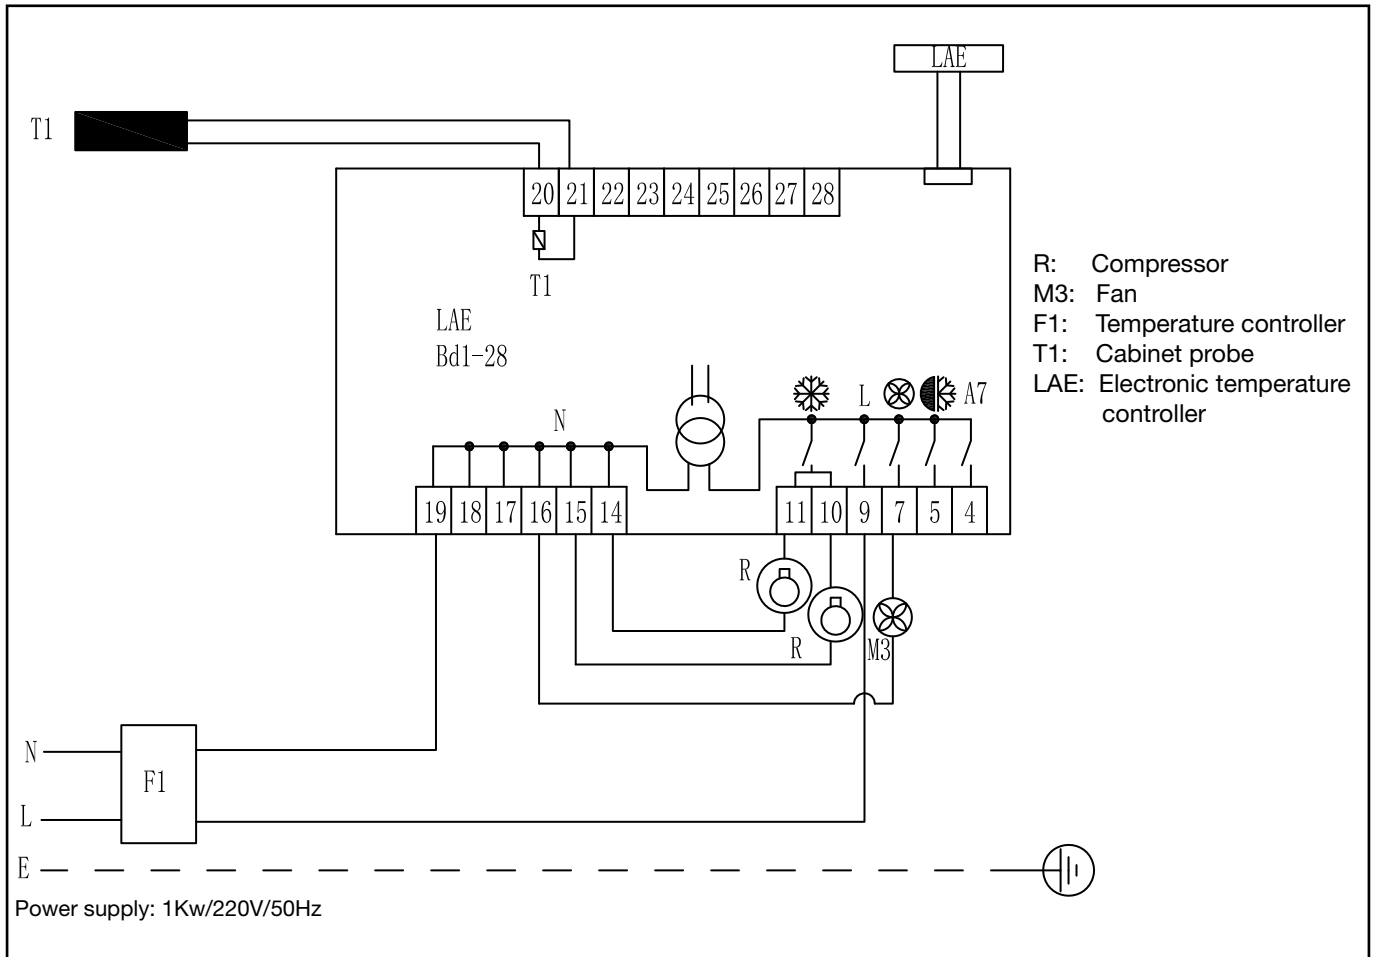 LAE
T1
20 21 22 23 24 25 26 27 28
T1
R: Compressor
M3: Fan
F1: Temperature controller
T1: Cabinet probe
LAE: Electronic temperature
controller
LAE
Bd1-28
N
L
A7
19 18 17 16 15 14
11 10 9 7 5 4
R
R
M3
N
F1
L
E
Power supply: 1Kw/220V/50Hz